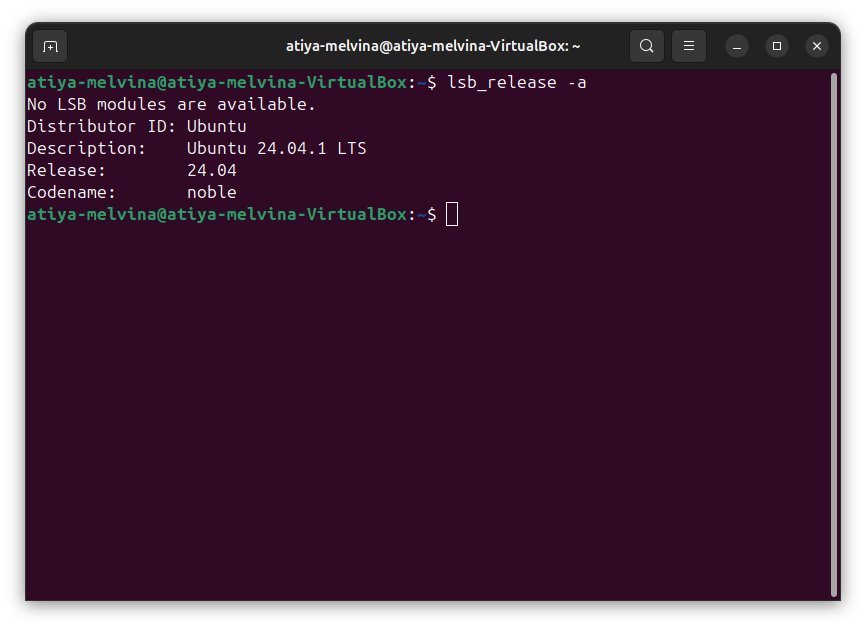 atiya-melvina@atiya-melvina-VirtualBox: ~
atiya-melvina@atiya-melvina-VirtualBox:~$ lsb_release -a
No LSB modules are available.
Distributor ID: Ubuntu
Description:    Ubuntu 24.04.1 LTS
Release:        24.04
Codename:       noble
atiya-melvina@atiya-melvina-VirtualBox:~$